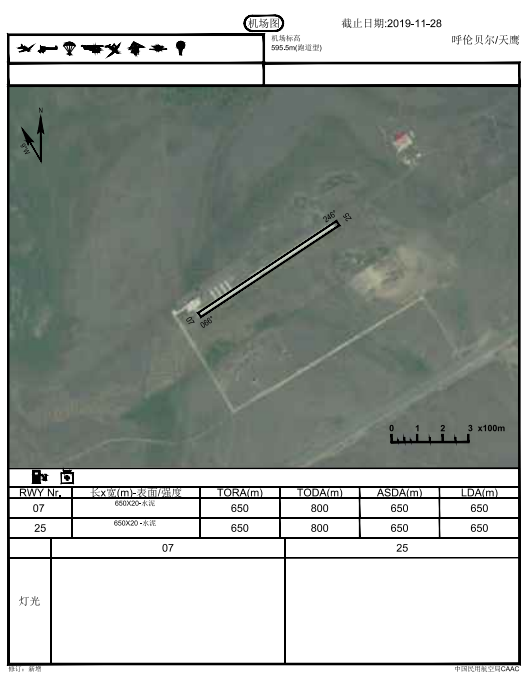 机场图
截止日期:2019-11-28
机场标高
595.5m(跑道型)
呼伦贝尔/天鹰
N
9°W
246°
25
07
066°
0 1 2 3 x100m
RWY Nr. 长x宽(m)-表面/强度 TORA(m) TODA(m) ASDA(m) LDA(m)
07 650X20-水泥 650 800 650 650
25 650X20-水泥 650 800 650 650
07 25
灯光
修订：新增
中国民用航空局CAAC